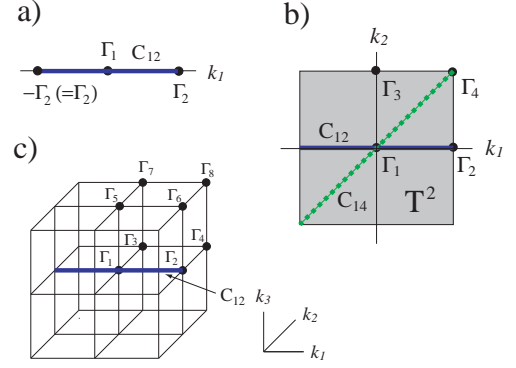 a)
Γ₁ C₁₂
k₁
−Γ₂ (=Γ₂) Γ₂
b)
k₂
Γ₃ Γ₄
C₁₂ k₁
Γ₁ Γ₂
C₁₄ T²
c)
Γ₇ Γ₈
Γ₅ Γ₆
Γ₃ Γ₄
Γ₁ Γ₂
C₁₂
k₃
k₂
k₁